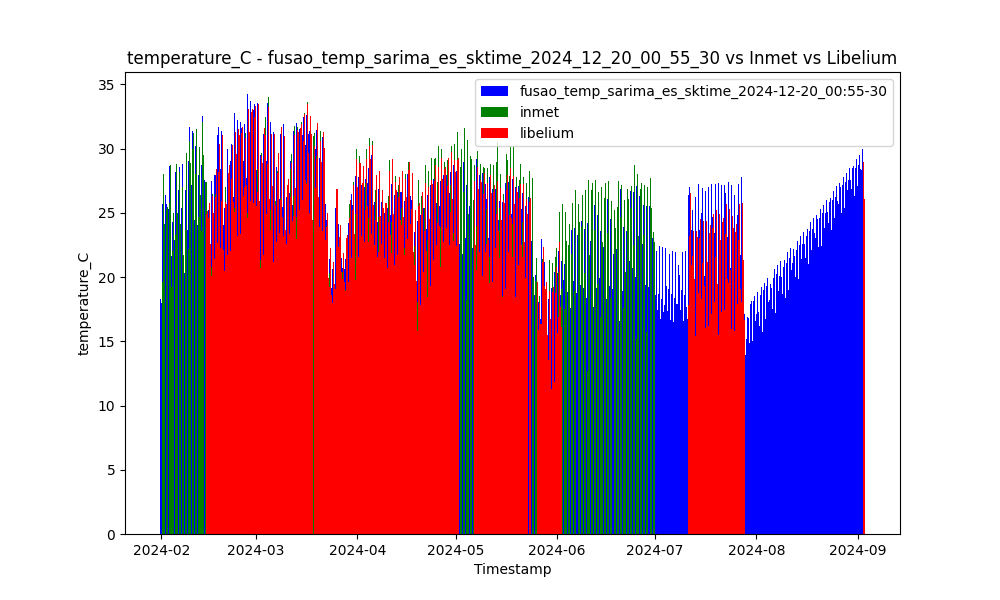 temperature_C - fusao_temp_sarima_es_sktime_2024_12_20_00_55_30 vs Inmet vs Libelium
fusao_temp_sarima_es_sktime_2024-12-20_00:55-30
inmet
libelium
temperature_C
35
30
25
20
15
10
5
0
2024-02 2024-03 2024-04 2024-05 2024-06 2024-07 2024-08 2024-09
Timestamp